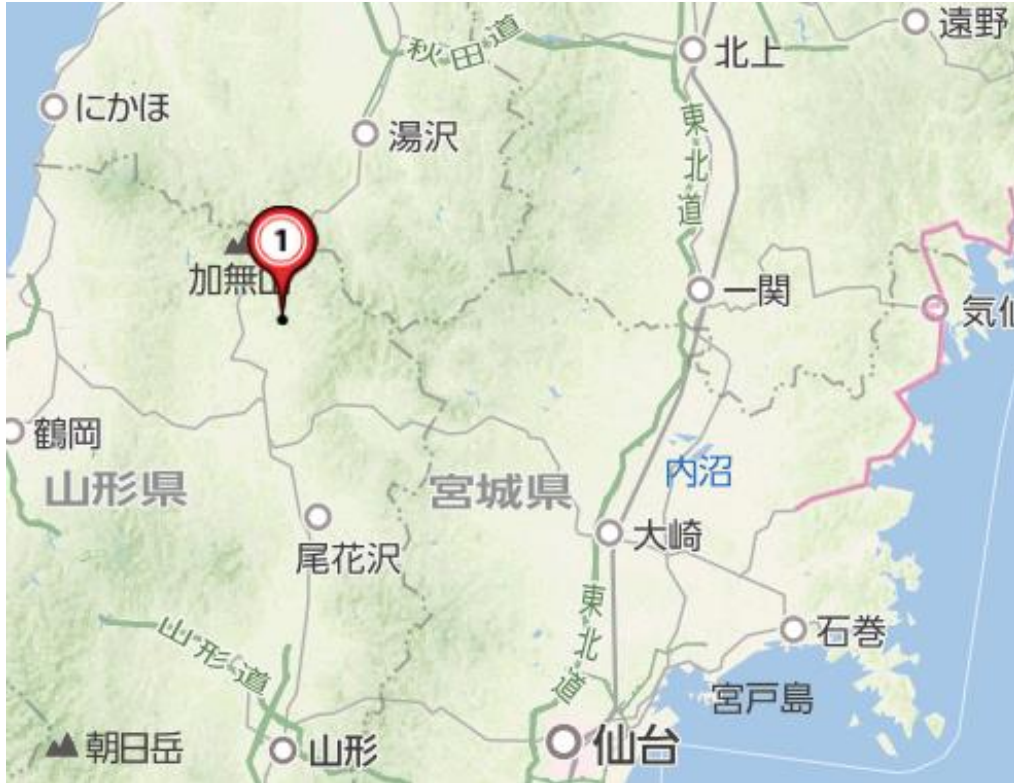 遠野
秋田道
北上
にかほ
湯沢
東北道
1
加無山
一関
気仙
鶴岡
山形県
宮城県
内沼
尾花沢
大崎
東北道
山形道
石巻
宮戸島
朝日岳
山形
仙台